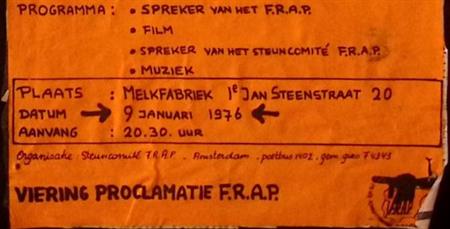 PROGRAMMA : • SPREKER VAN HET F.R.A.P.
• FILM
• SPREKER VAN HET STEUNCOMITÉ F.R.A.P.
• MUZIEK
PLAATS : MELKFABRIEK 1e JAN STEENSTRAAT 20
DATUM → 9 JANUARI 1976 ←
AANVANG : 20.30. UUR
Organisatie: Steuncomité F.R.A.P. Amsterdam. postbus 1402. gem. giro F4343
VIERING PROCLAMATIE F.R.A.P.
F.R.A.P.